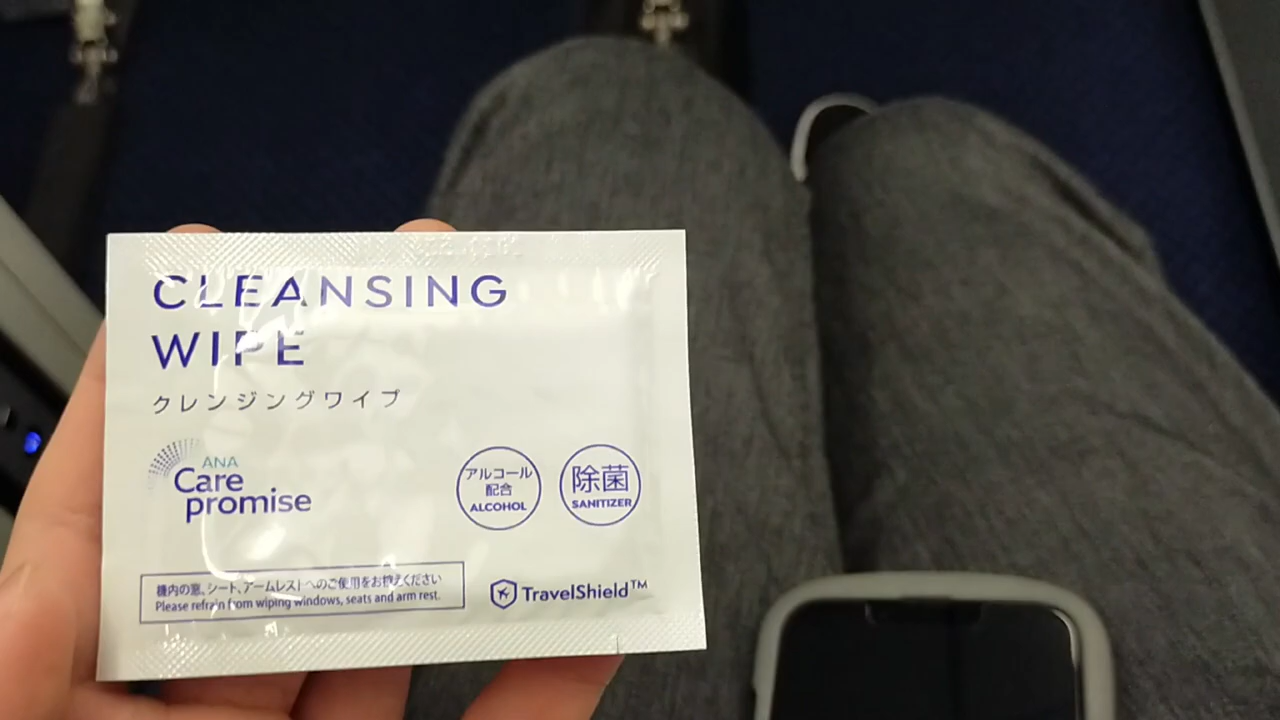 CLEANSING
WIPE
クレンジングワイプ
ANA
Care
promise
アルコール
配合
ALCOHOL
除菌
SANITIZER
機内の窓、シート、アームレストへのご使用をお控えください
Please refrain from wiping windows, seats and arm rest.
TravelShield™